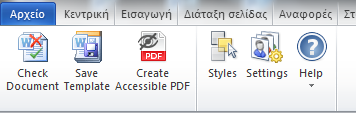 Αρχείο Κεντρική Εισαγωγή Διάταξη σελίδας Αναφορές
Check Document
Save Template
PDF
Create Accessible PDF
Styles
Settings
Help